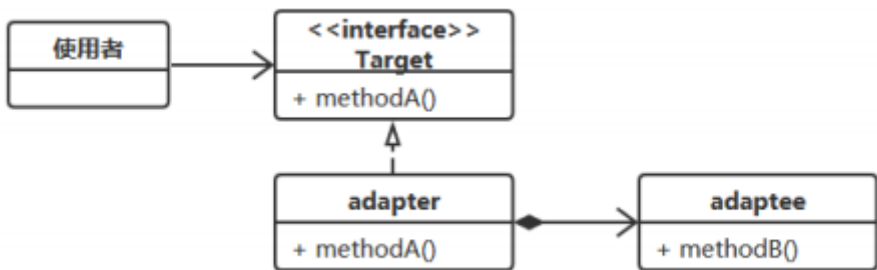 使用者
<<interface>>
Target
+ methodA()
adapter
+ methodA()
adaptee
+ methodB()